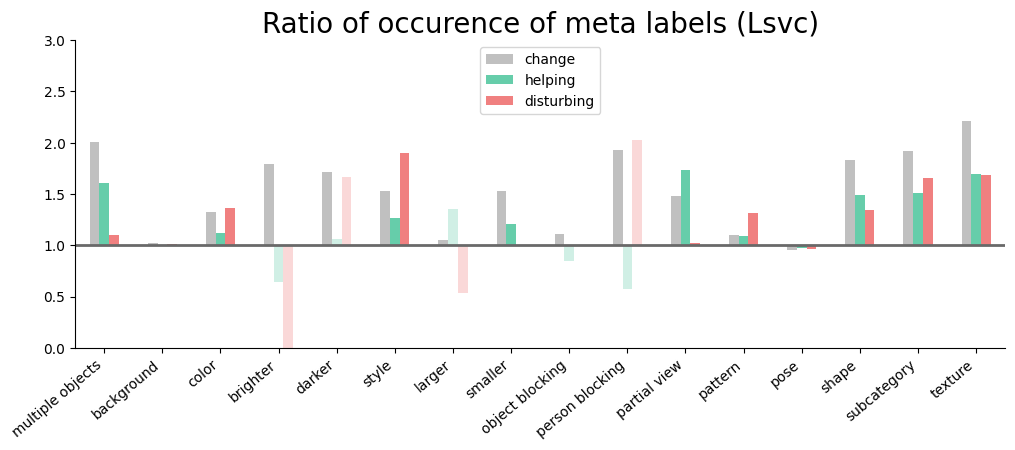 Ratio of occurence of meta labels (Lsvc)
change
helping
disturbing
3.0
2.5
2.0
1.5
1.0
0.5
0.0
multiple objects
background
color
brighter
darker
style
larger
smaller
object blocking
person blocking
partial view
pattern
pose
shape
subcategory
texture